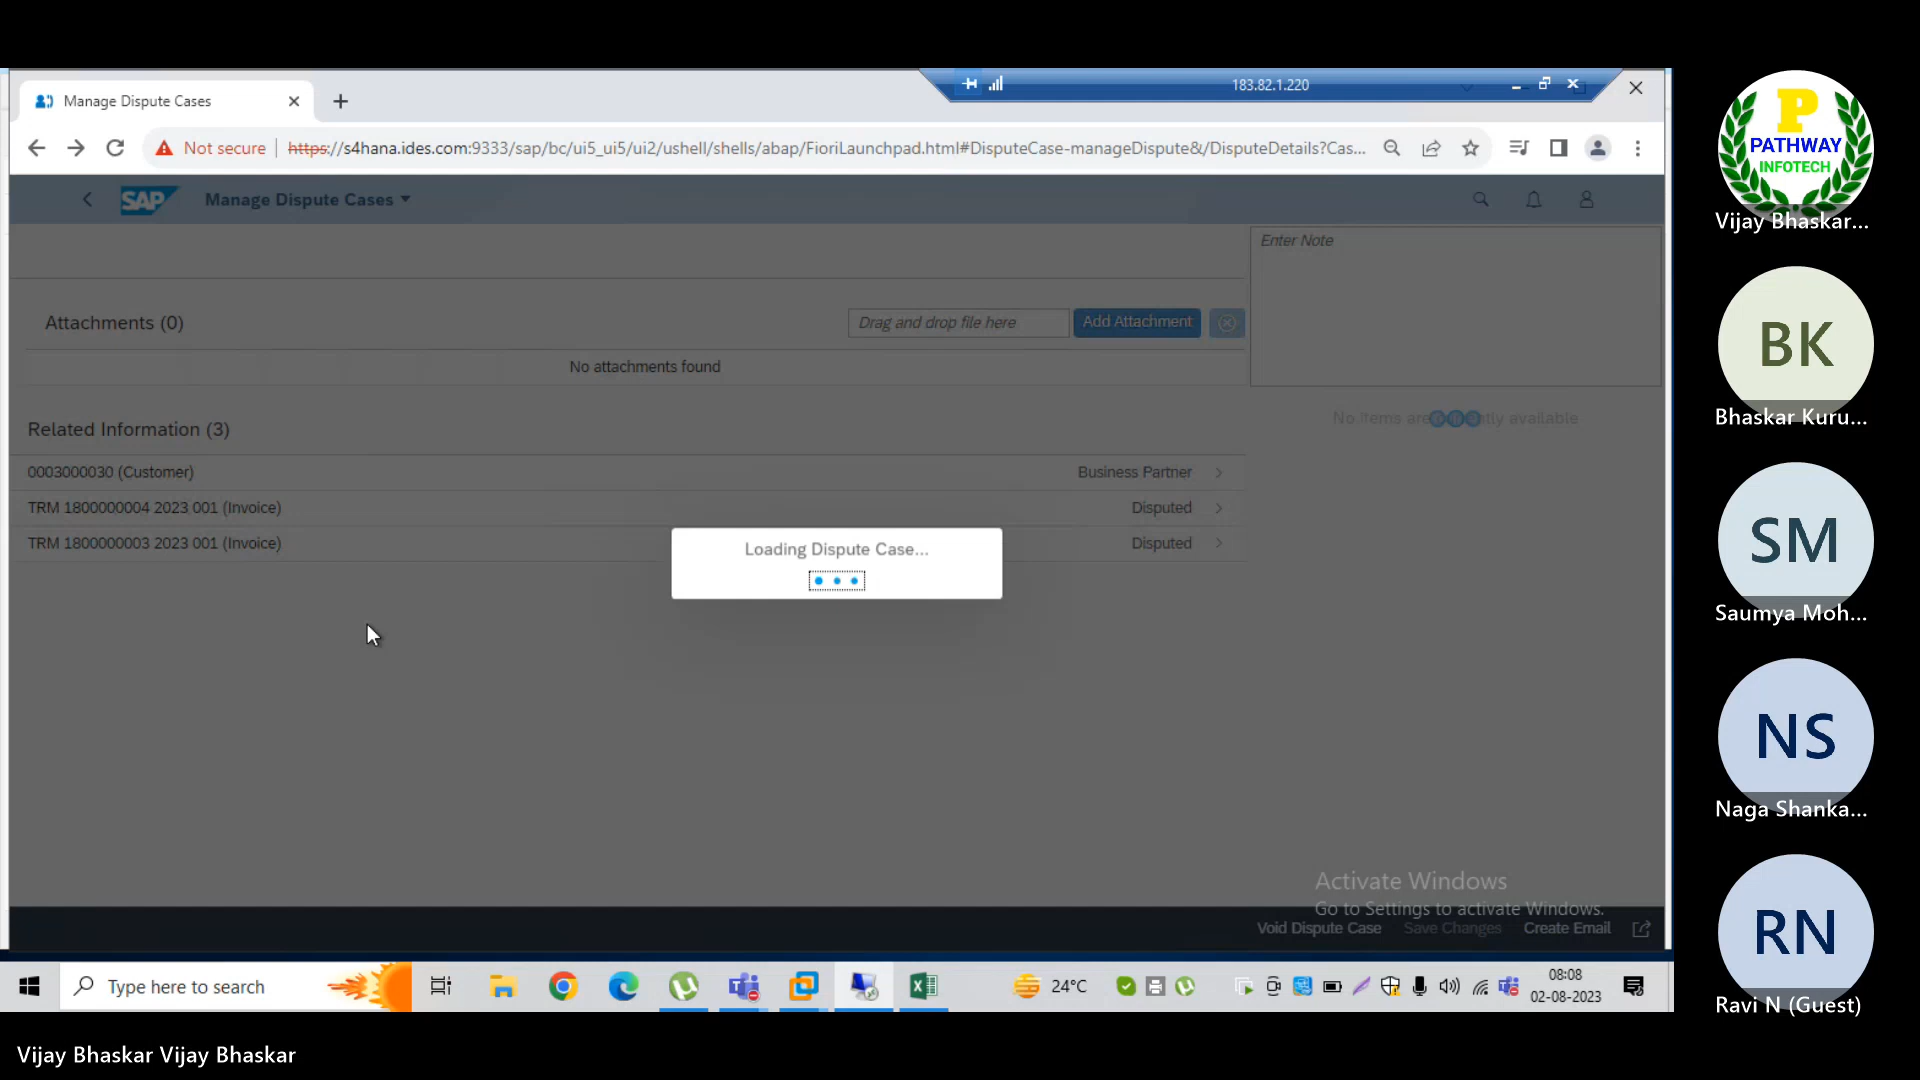 Manage Dispute Cases
183.82.1.220
Not secure
https://s4hana.ides.com:9333/sap/bc/ui5_ui5/ui2/ushell/shells/abap/FioriLaunchpad.html#DisputeCase-manageDispute&/DisputeDetails?Cas...
SAP
Manage Dispute Cases
Enter Note
Attachments (0)
Drag and drop file here
Add Attachment
No attachments found
No items are currently available
Related Information (3)
0003000030 (Customer)
Business Partner
TRM 1800000004 2023 001 (Invoice)
Disputed
TRM 1800000003 2023 001 (Invoice)
Disputed
Loading Dispute Case...
Activate Windows
Go to Settings to activate Windows.
Void Dispute Case
Save Changes
Create Email
Type here to search
24°C
08:08
02-08-2023
P
PATHWAY
INFOTECH
Vijay Bhaskar...
BK
Bhaskar Kuru...
SM
Saumya Moh...
NS
Naga Shanka...
RN
Ravi N (Guest)
Vijay Bhaskar Vijay Bhaskar